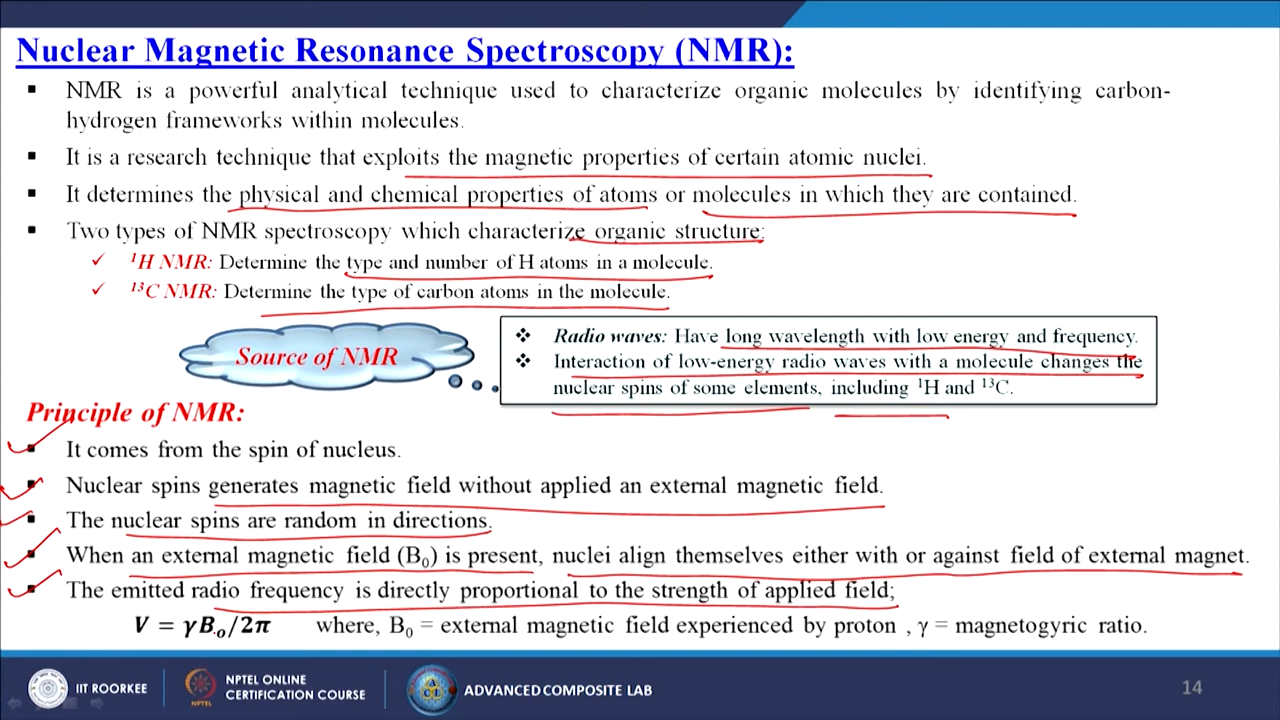 Nuclear Magnetic Resonance Spectroscopy (NMR):
▪ NMR is a powerful analytical technique used to characterize organic molecules by identifying carbon-
hydrogen frameworks within molecules.
▪ It is a research technique that exploits the magnetic properties of certain atomic nuclei.
▪ It determines the physical and chemical properties of atoms or molecules in which they are contained.
▪ Two types of NMR spectroscopy which characterize organic structure:
✓ ¹H NMR: Determine the type and number of H atoms in a molecule.
✓ ¹³C NMR: Determine the type of carbon atoms in the molecule.
Source of NMR
❖ Radio waves: Have long wavelength with low energy and frequency.
❖ Interaction of low-energy radio waves with a molecule changes the
nuclear spins of some elements, including ¹H and ¹³C.
Principle of NMR:
▪ It comes from the spin of nucleus.
▪ Nuclear spins generates magnetic field without applied an external magnetic field.
▪ The nuclear spins are random in directions.
▪ When an external magnetic field (B₀) is present, nuclei align themselves either with or against field of external magnet.
▪ The emitted radio frequency is directly proportional to the strength of applied field;
V = γB₀/2π where, B₀ = external magnetic field experienced by proton , γ = magnetogyric ratio.
IIT ROORKEE
NPTEL
NPTEL ONLINE
CERTIFICATION COURSE
ACL
ADVANCED COMPOSITE LAB
14